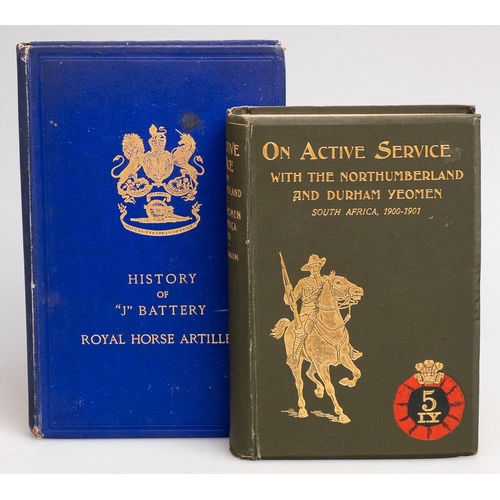 HISTORY
OF
"J" BATTERY
ROYAL HORSE ARTILLE
ON ACTIVE SERVICE
WITH THE NORTHUMBERLAND
AND DURHAM YEOMEN
SOUTH AFRICA, 1900-1901
5
I.Y